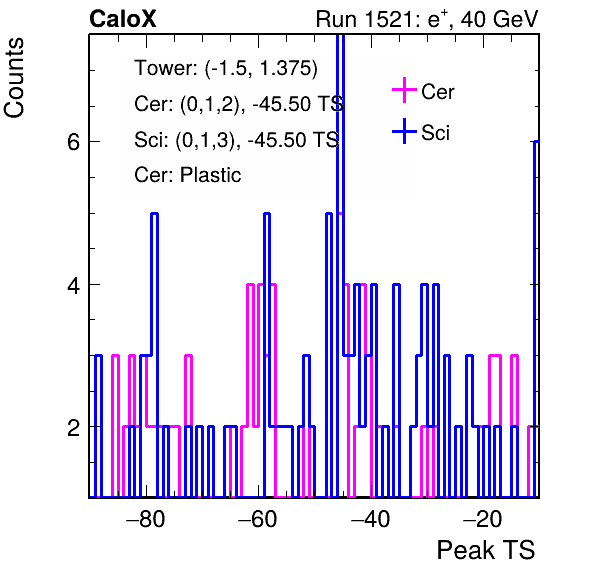 CaloX Run 1521: e+, 40 GeV
Counts
Tower: (-1.5, 1.375)
Cer: (0,1,2), -45.50 TS
Sci: (0,1,3), -45.50 TS
Cer: Plastic
Cer
Sci
6
4
2
−80 −60 −40 −20
Peak TS